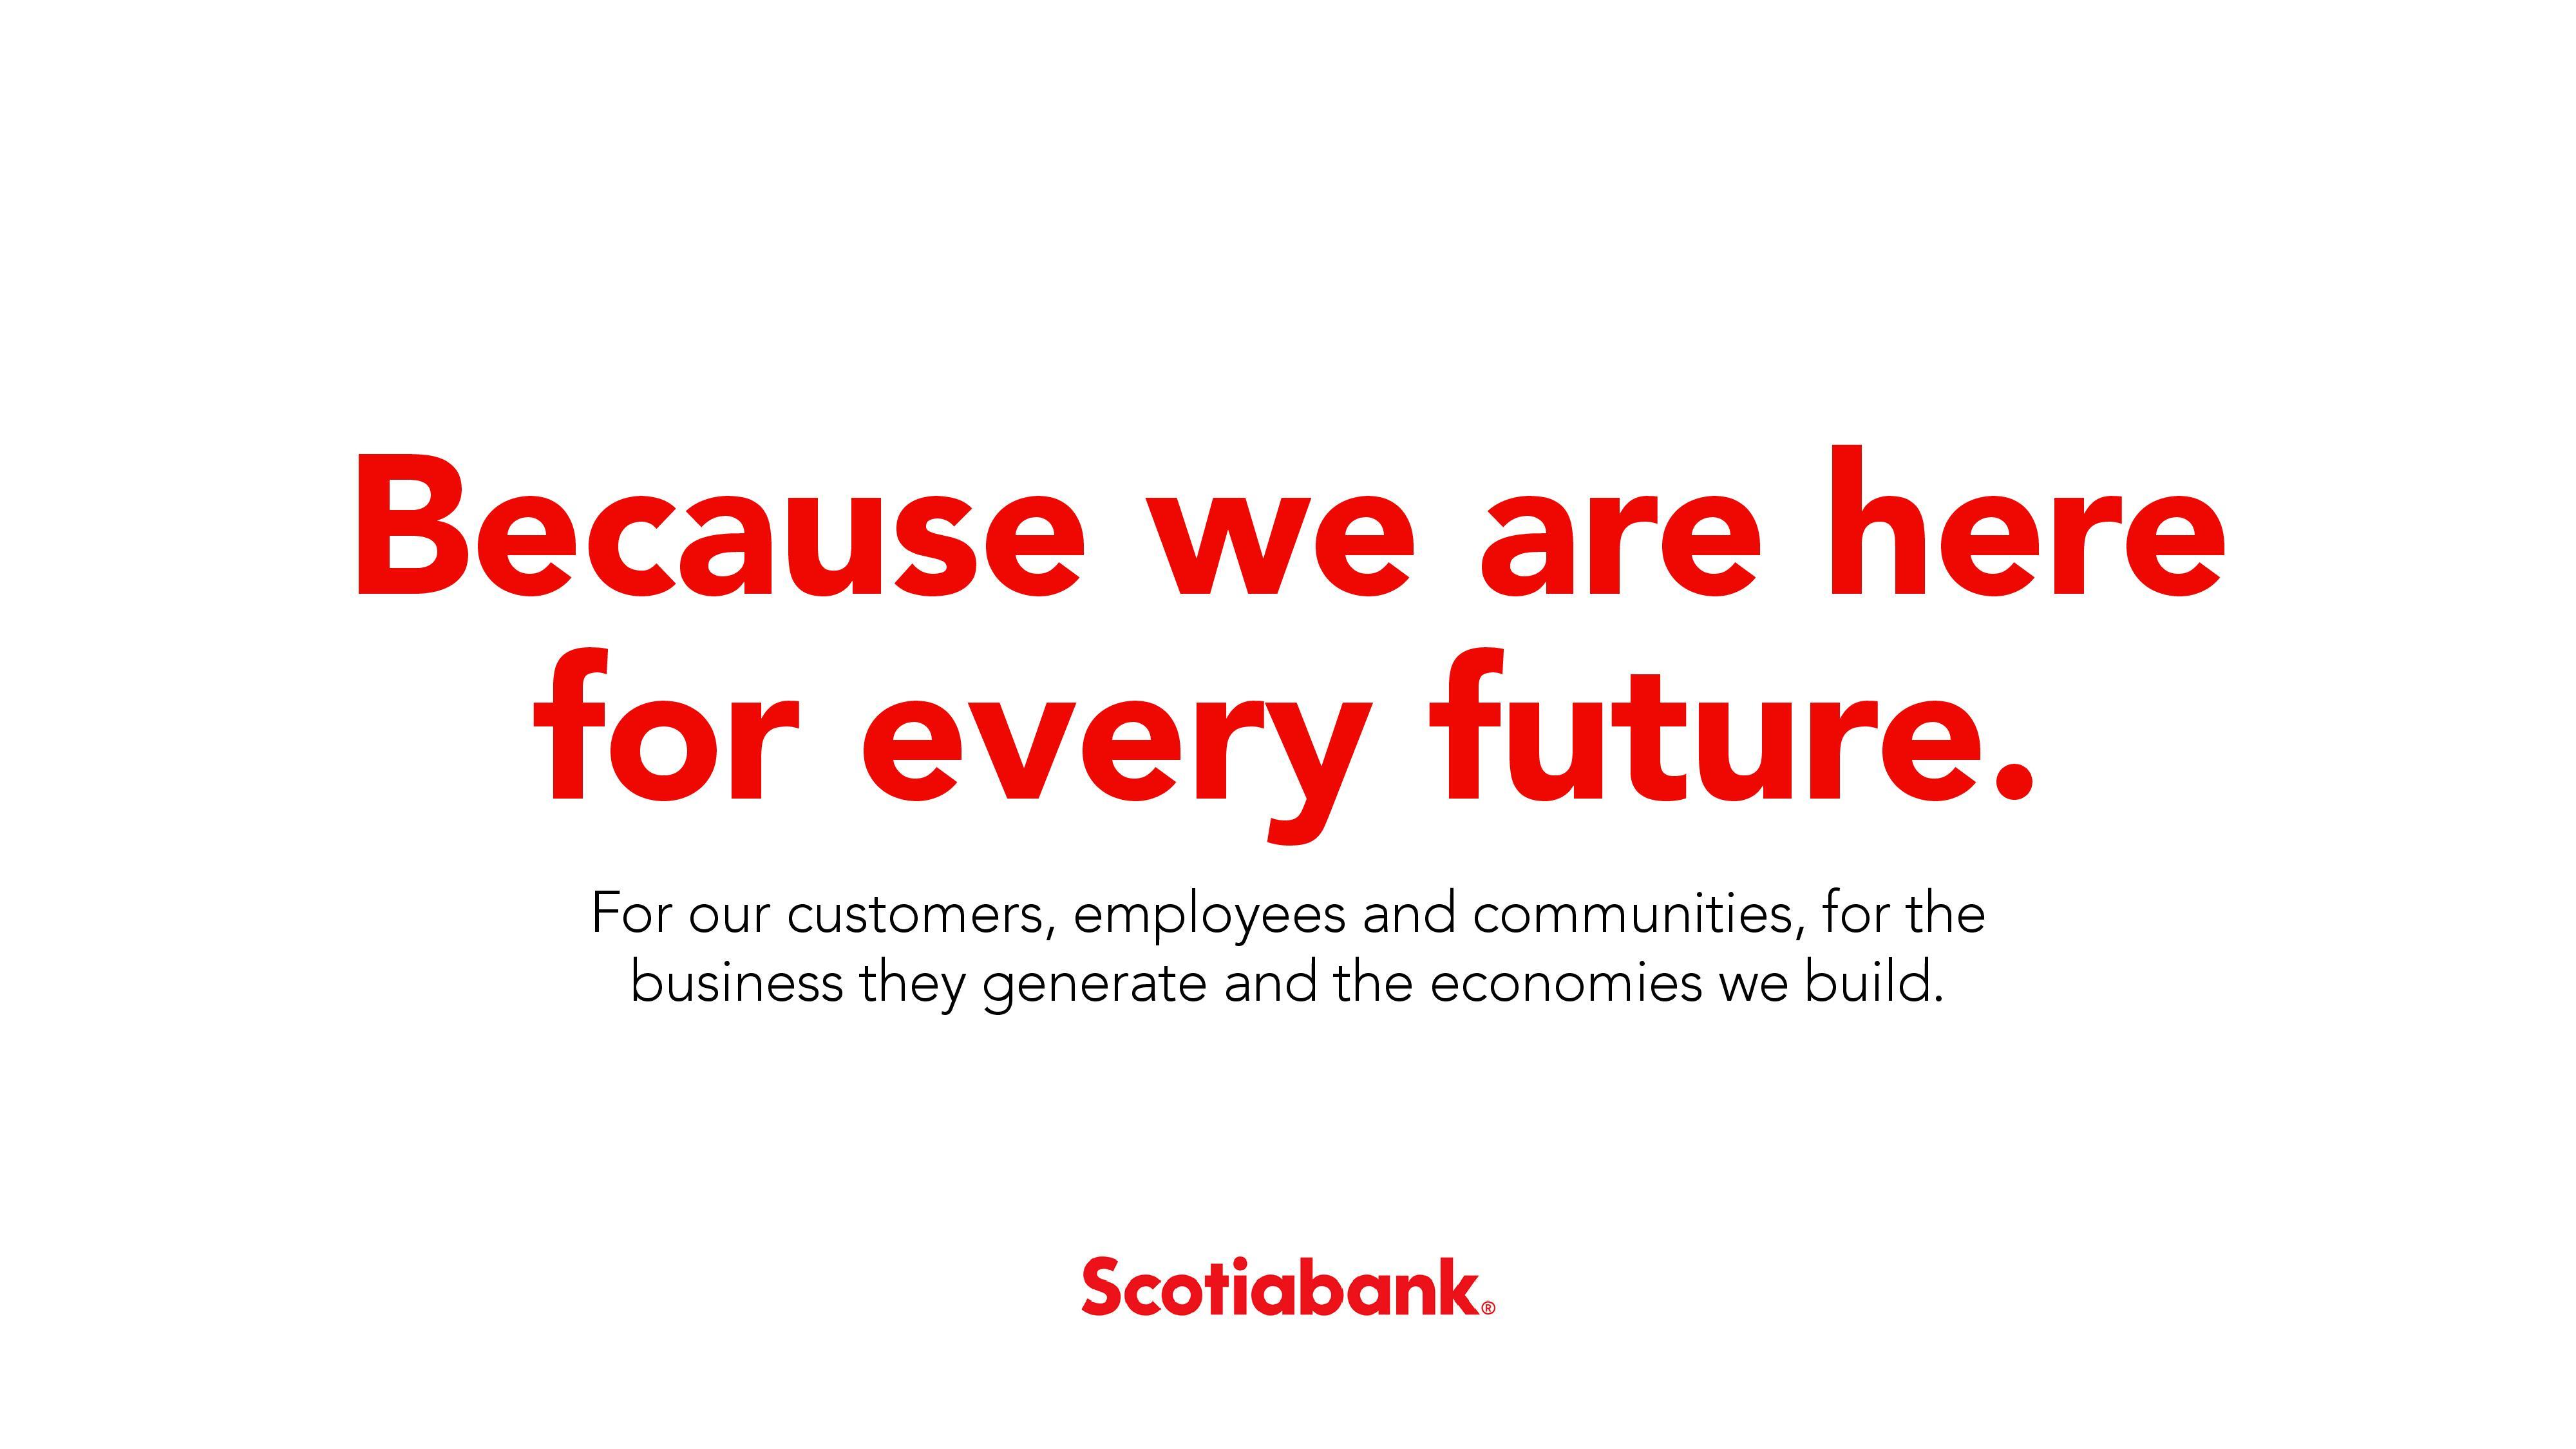 Because we are here
for every future.
For our customers, employees and communities, for the
business they generate and the economies we build.
Scotiabank®